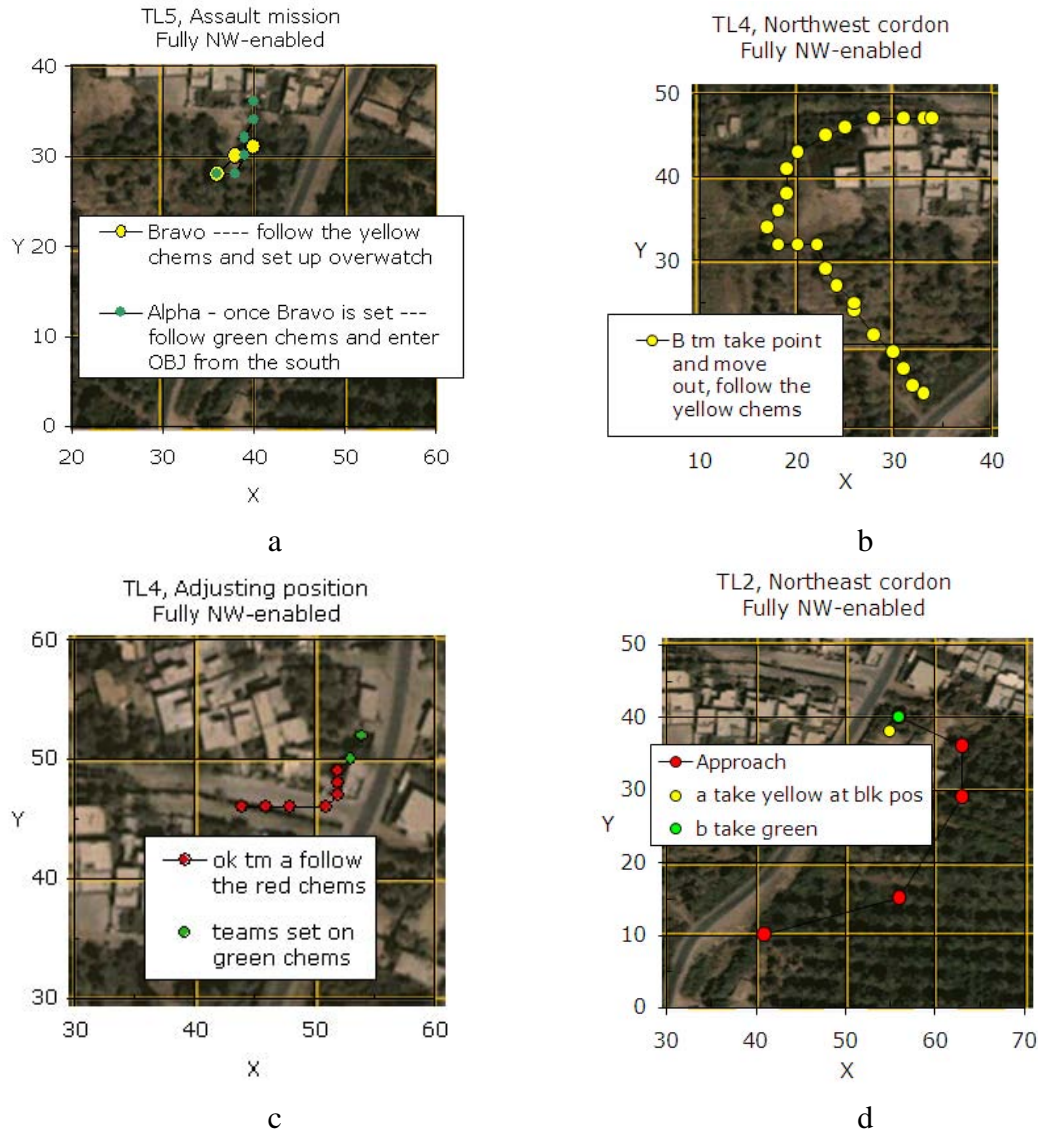 TL5, Assault mission
Fully NW-enabled
40
30
Y 20
10
0
Bravo ---- follow the yellow
chems and set up overwatch
Alpha - once Bravo is set ---
follow green chems and enter
OBJ from the south
20 30 40 50 60
X
a
TL4, Northwest cordon
Fully NW-enabled
50
40
Y
30
B tm take point
and move
out, follow the
yellow chems
10 20 30 40
X
b
TL4, Adjusting position
Fully NW-enabled
60
50
Y
40
30
ok tm a follow
the red chems
teams set on
green chems
30 40 50 60
X
c
TL2, Northeast cordon
Fully NW-enabled
50
40
30
Y
20
10
0
Approach
a take yellow at blk pos
b take green
30 40 50 60 70
X
d